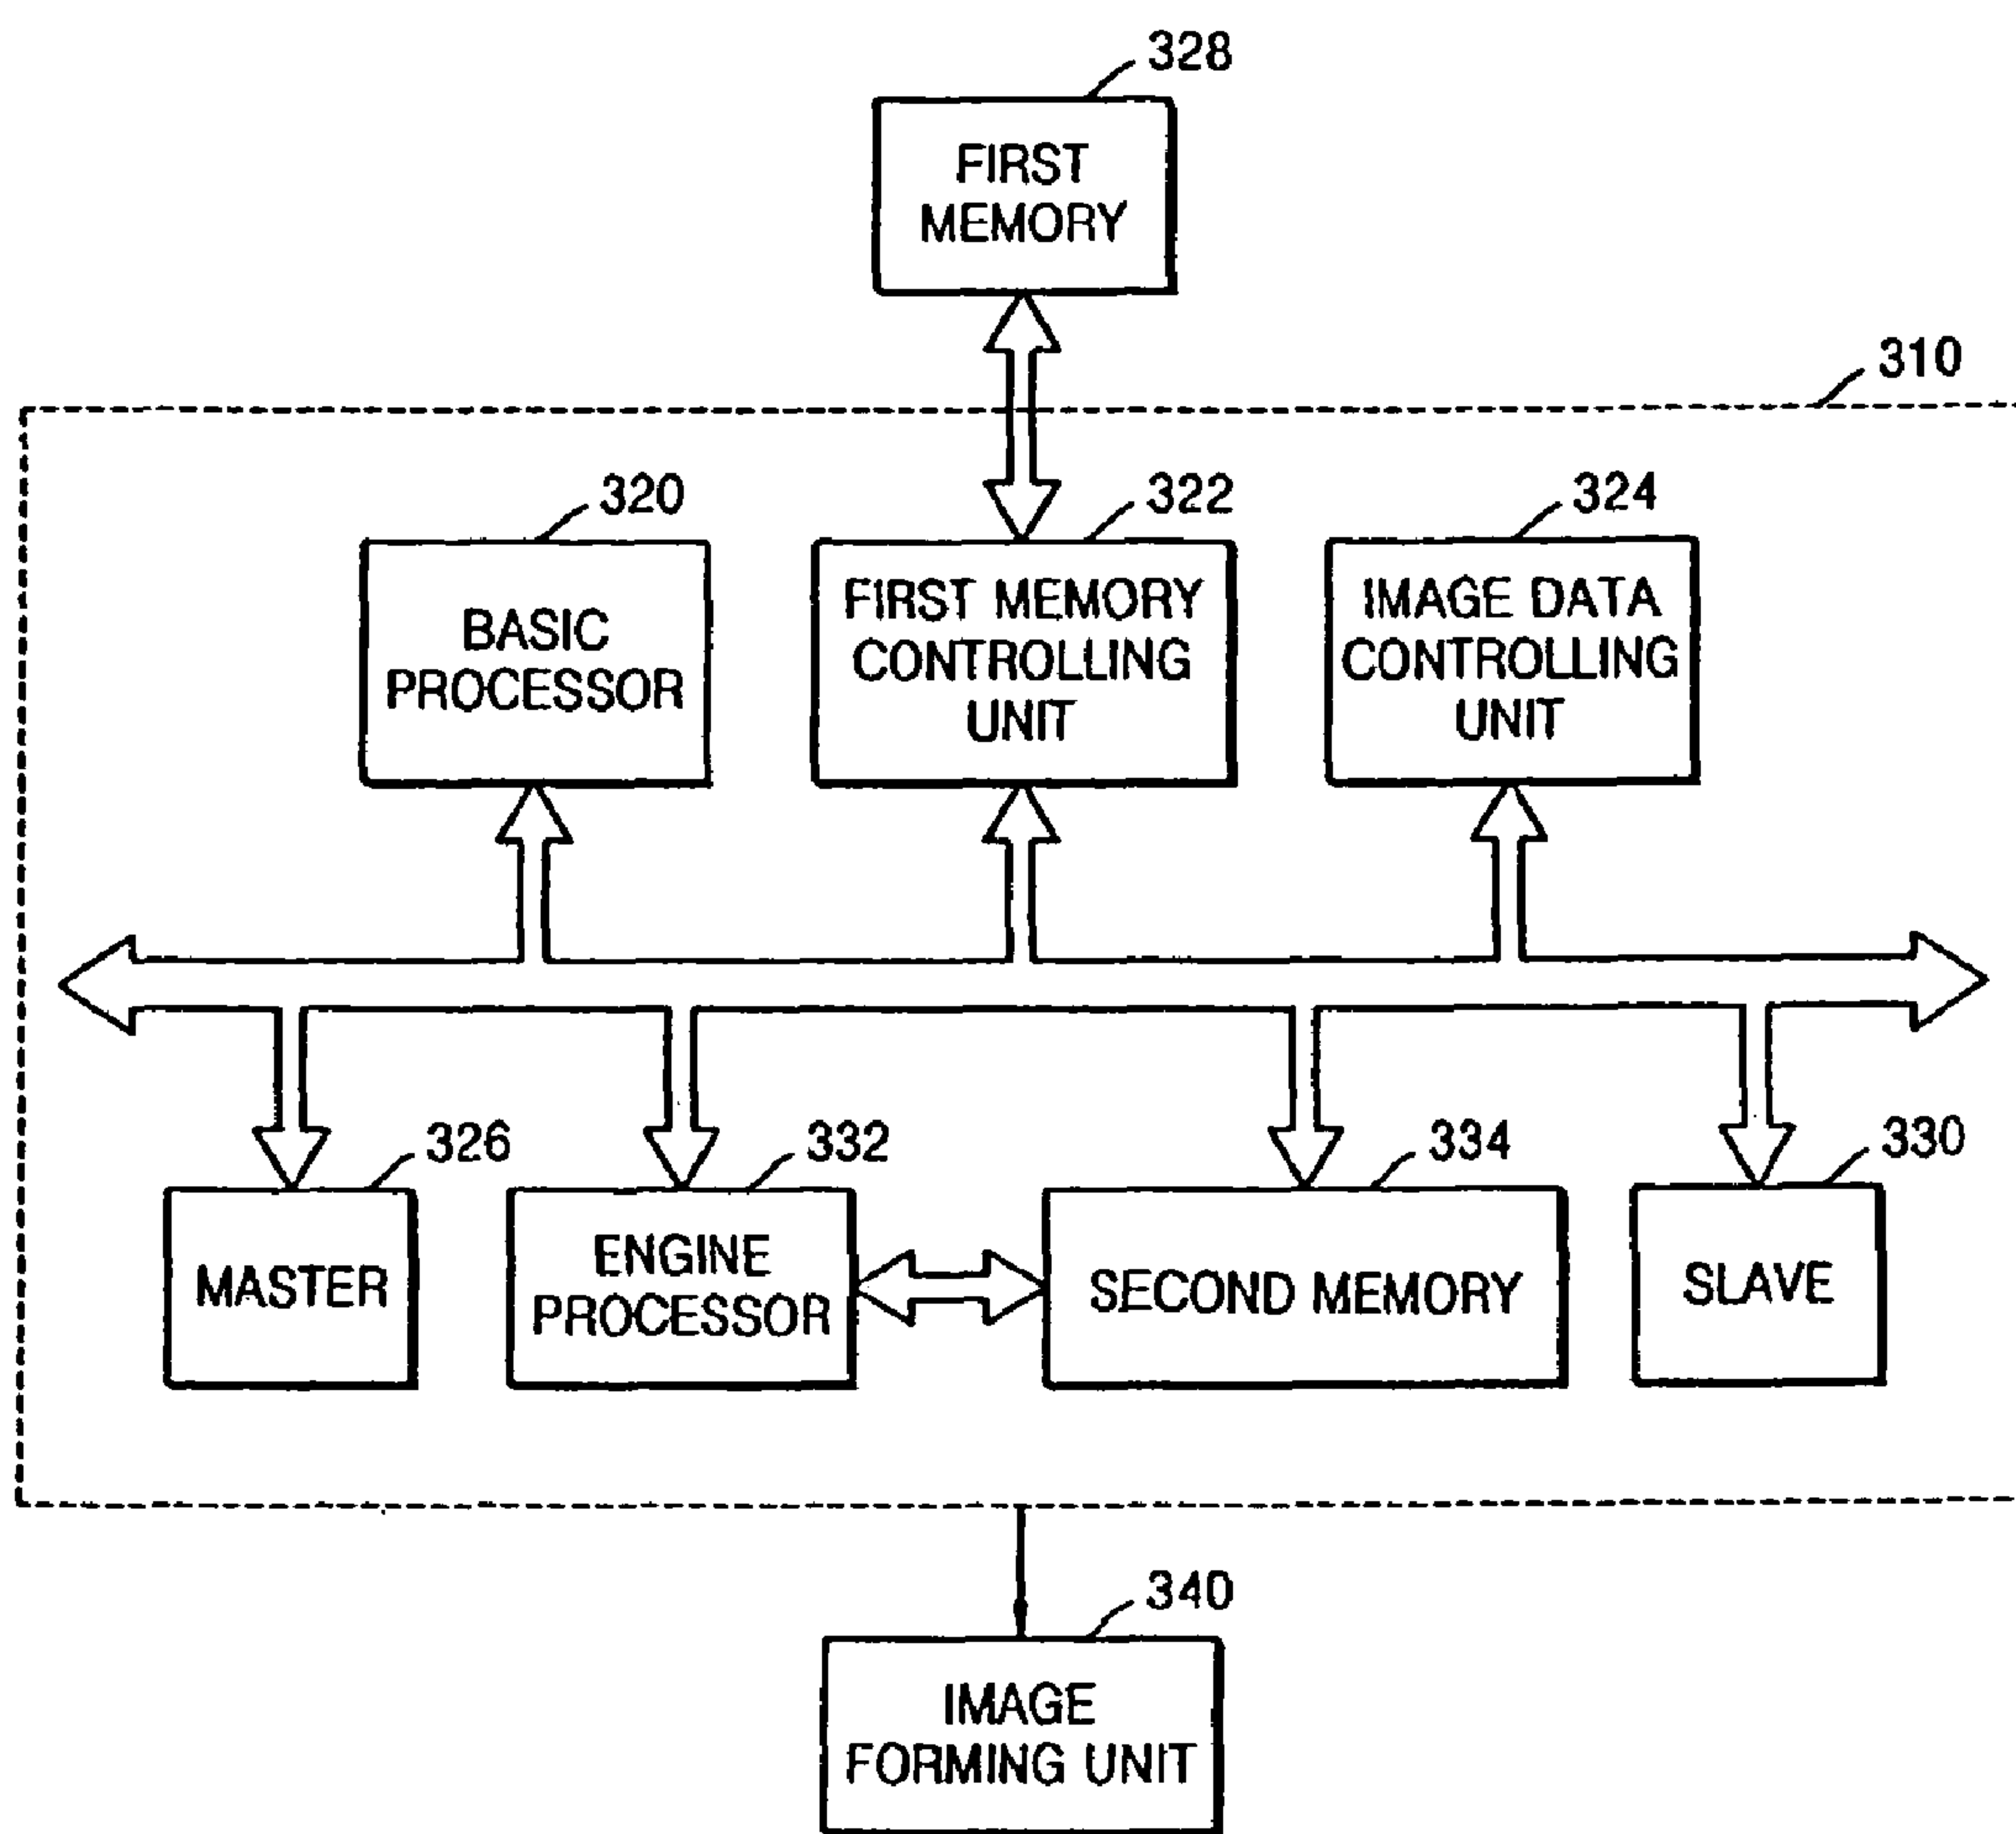 328
FIRST
MEMORY
310
320
322
324
BASIC
PROCESSOR
FIRST MEMORY
CONTROLLING
UNIT
IMAGE DATA
CONTROLLING
UNIT
326
332
334
330
MASTER
ENGINE
PROCESSOR
SECOND MEMORY
SLAVE
340
IMAGE
FORMING UNIT